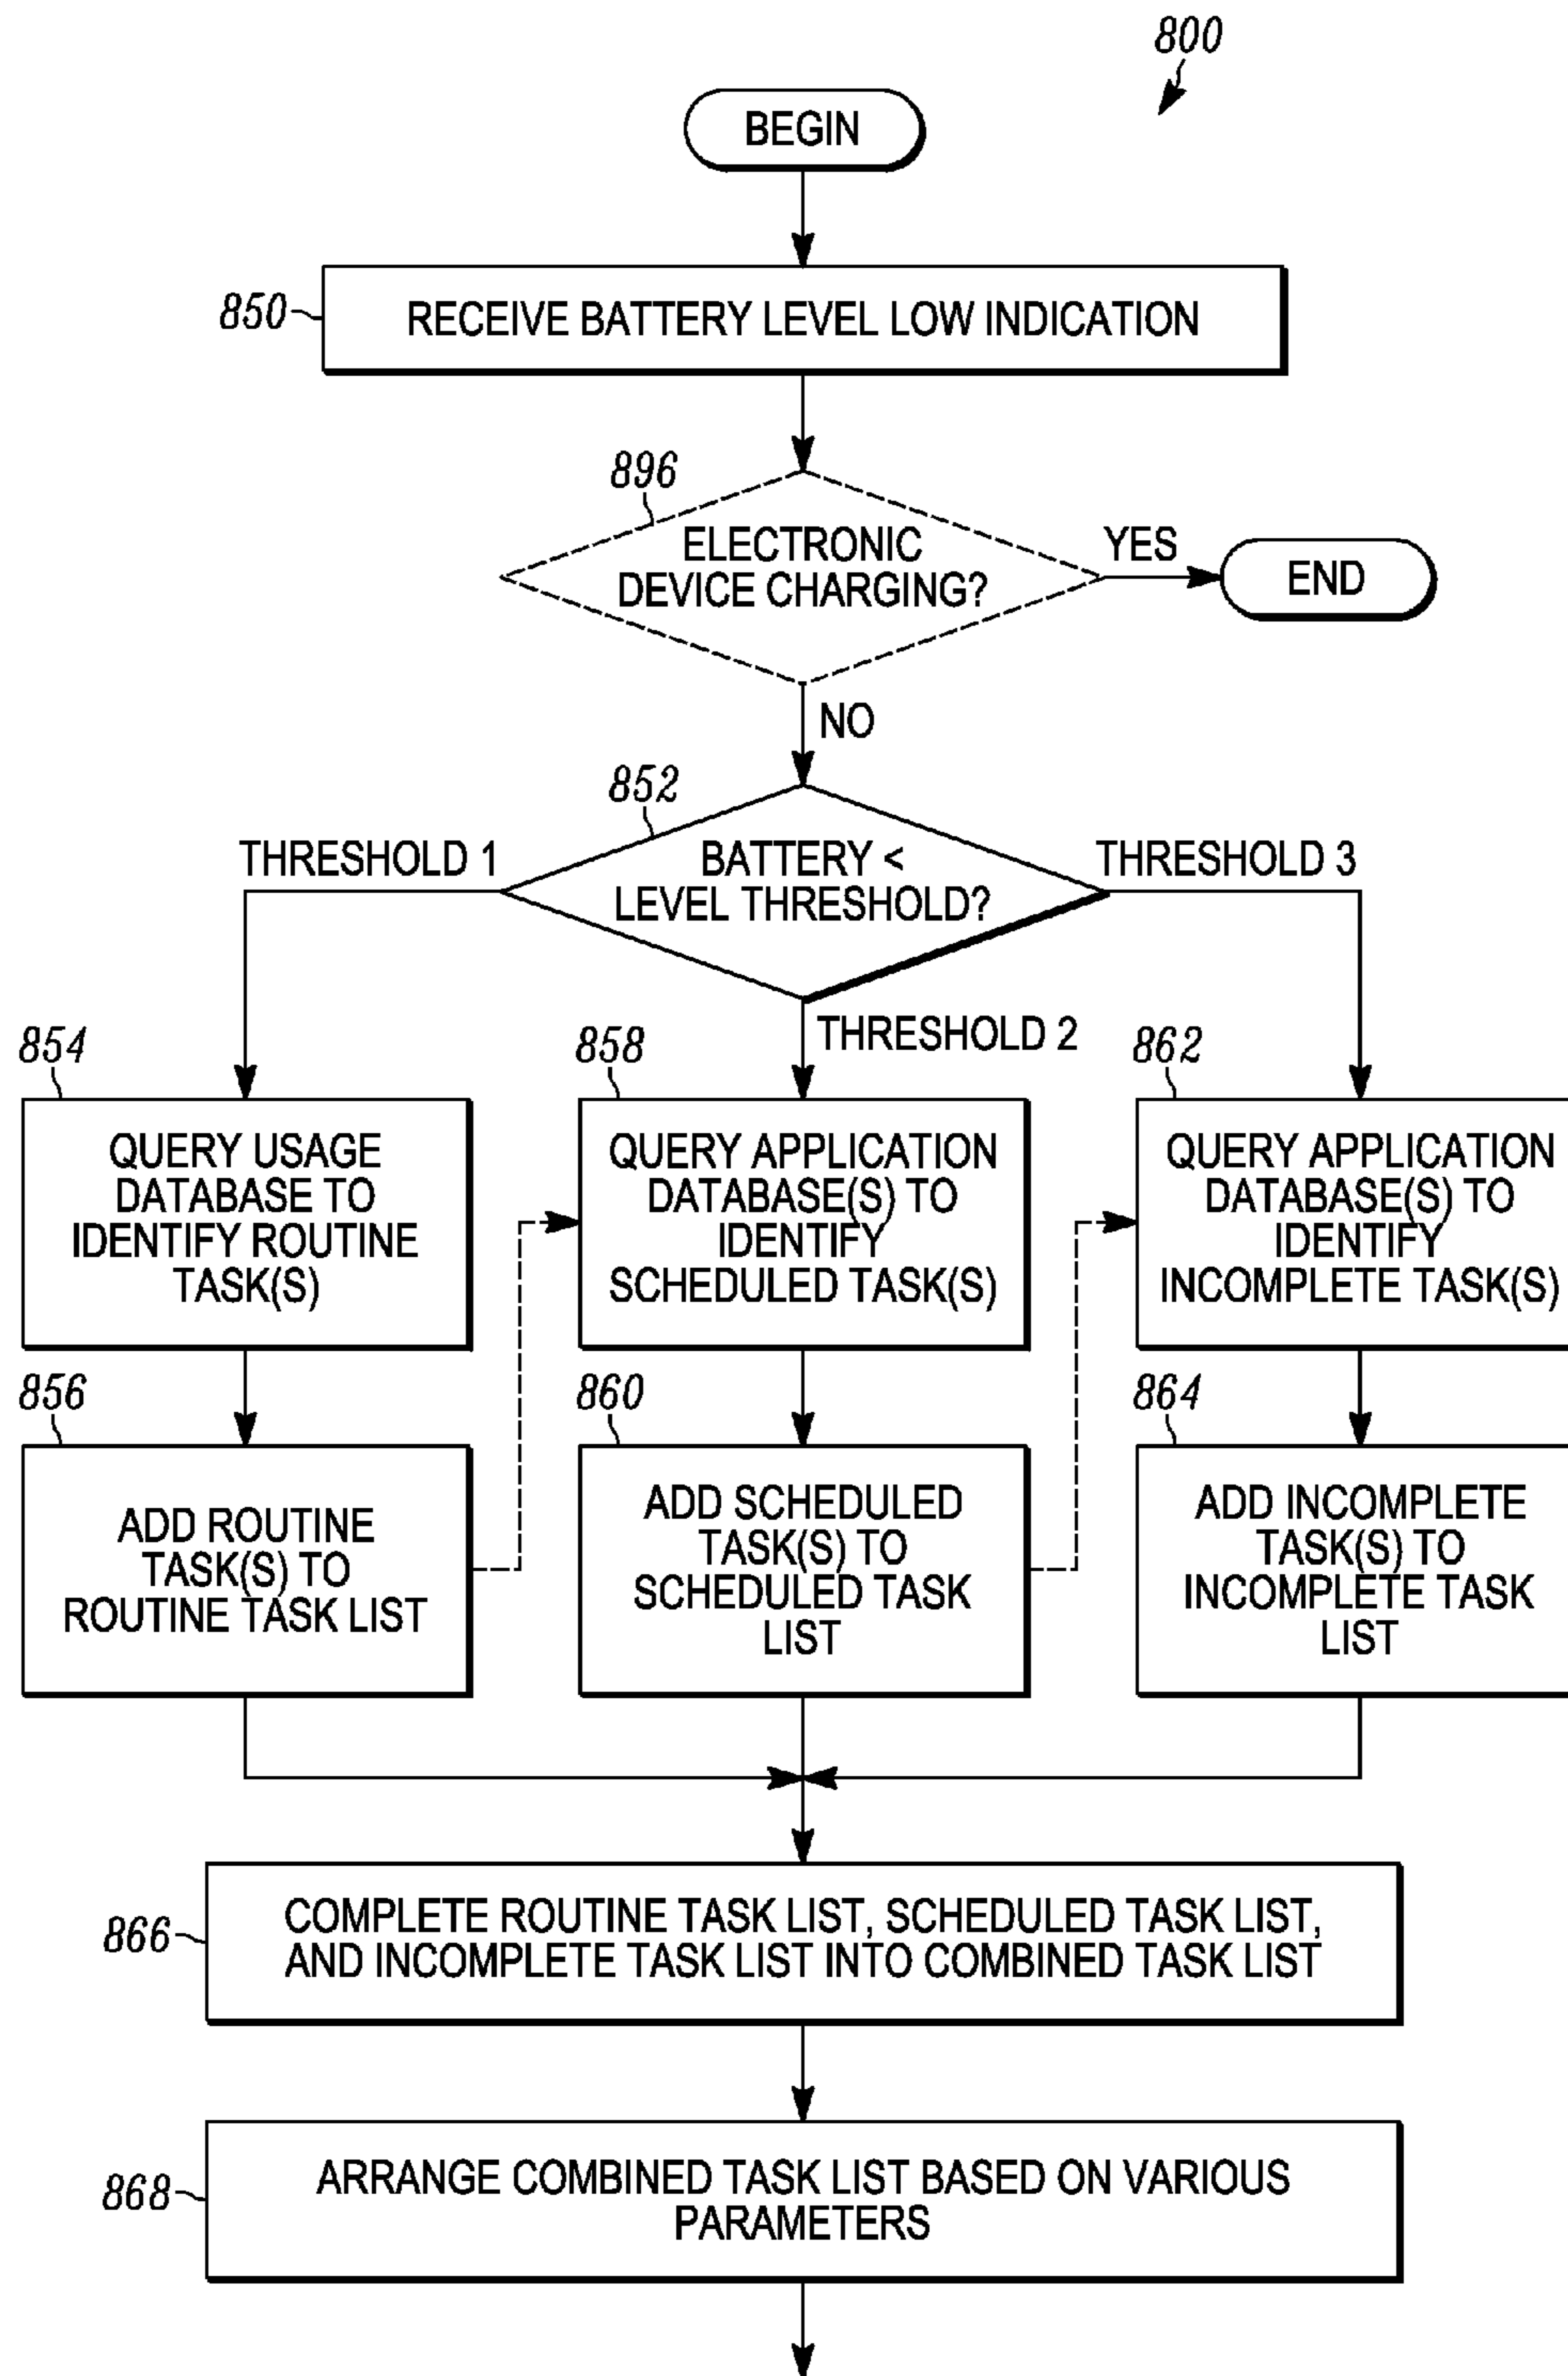 800
BEGIN
850
RECEIVE BATTERY LEVEL LOW INDICATION
896
ELECTRONIC
DEVICE CHARGING?
YES
END
NO
852
BATTERY <
LEVEL THRESHOLD?
THRESHOLD 1
THRESHOLD 3
THRESHOLD 2
854
QUERY USAGE
DATABASE TO
IDENTIFY ROUTINE
TASK(S)
858
QUERY APPLICATION
DATABASE(S) TO
IDENTIFY
SCHEDULED TASK(S)
862
QUERY APPLICATION
DATABASE(S) TO
IDENTIFY
INCOMPLETE TASK(S)
856
ADD ROUTINE
TASK(S) TO
ROUTINE TASK LIST
860
ADD SCHEDULED
TASK(S) TO
SCHEDULED TASK
LIST
864
ADD INCOMPLETE
TASK(S) TO
INCOMPLETE TASK
LIST
866
COMPLETE ROUTINE TASK LIST, SCHEDULED TASK LIST,
AND INCOMPLETE TASK LIST INTO COMBINED TASK LIST
868
ARRANGE COMBINED TASK LIST BASED ON VARIOUS
PARAMETERS